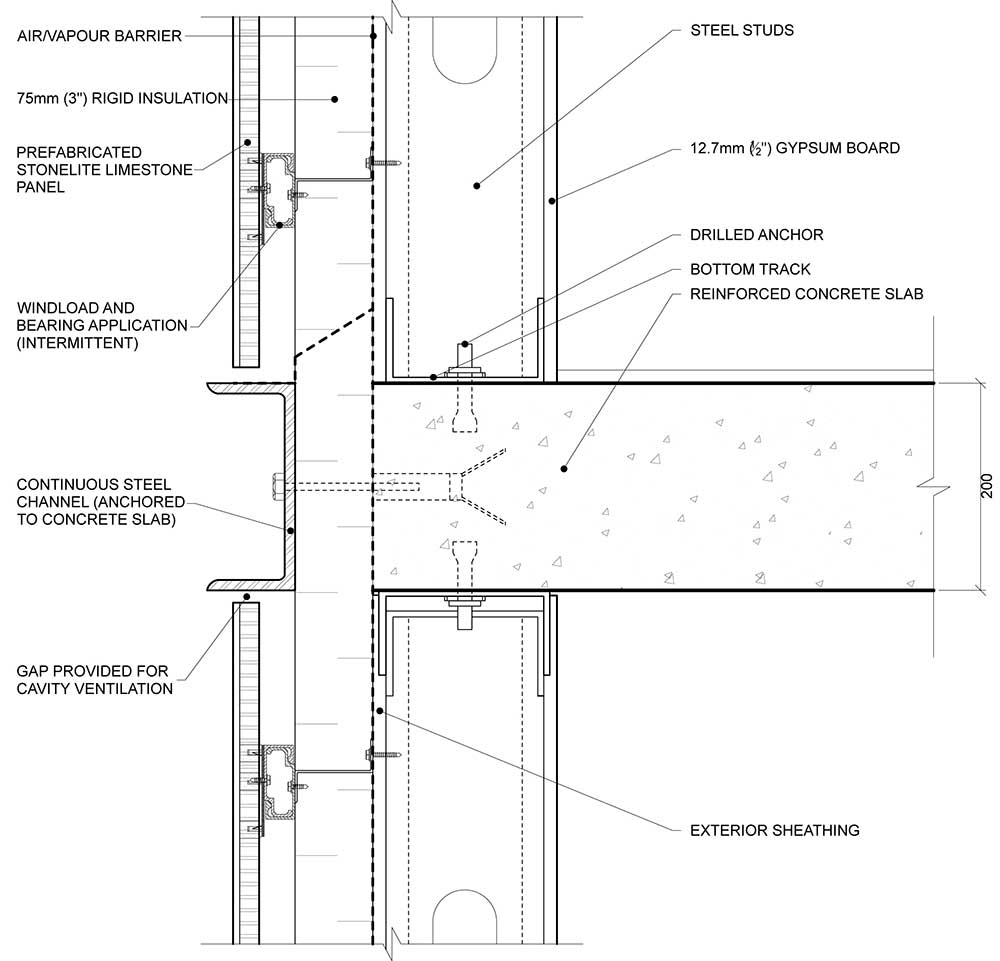 AIR/VAPOUR BARRIER
75mm (3") RIGID INSULATION
PREFABRICATED
STONELITE LIMESTONE
PANEL
WINDLOAD AND
BEARING APPLICATION
(INTERMITTENT)
CONTINUOUS STEEL
CHANNEL (ANCHORED
TO CONCRETE SLAB)
GAP PROVIDED FOR
CAVITY VENTILATION
STEEL STUDS
12.7mm (½") GYPSUM BOARD
DRILLED ANCHOR
BOTTOM TRACK
REINFORCED CONCRETE SLAB
200
EXTERIOR SHEATHING